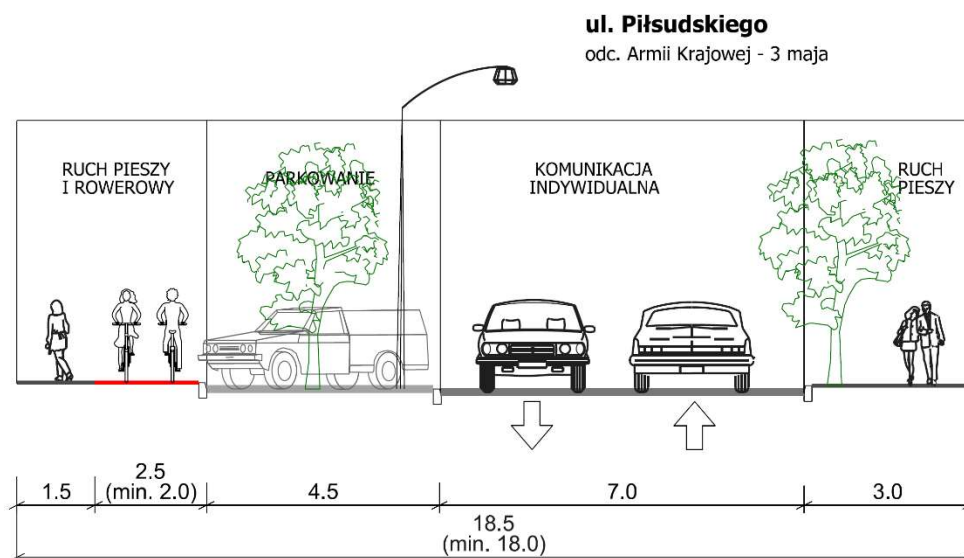 ul. Piłsudskiego
odc. Armii Krajowej - 3 maja
RUCH PIESZY
I ROWEROWY
PARKOWANIE
KOMUNIKACJA
INDYWIDUALNA
RUCH
PIESZY
1.5
2.5
(min. 2.0)
4.5
7.0
3.0
18.5
(min. 18.0)